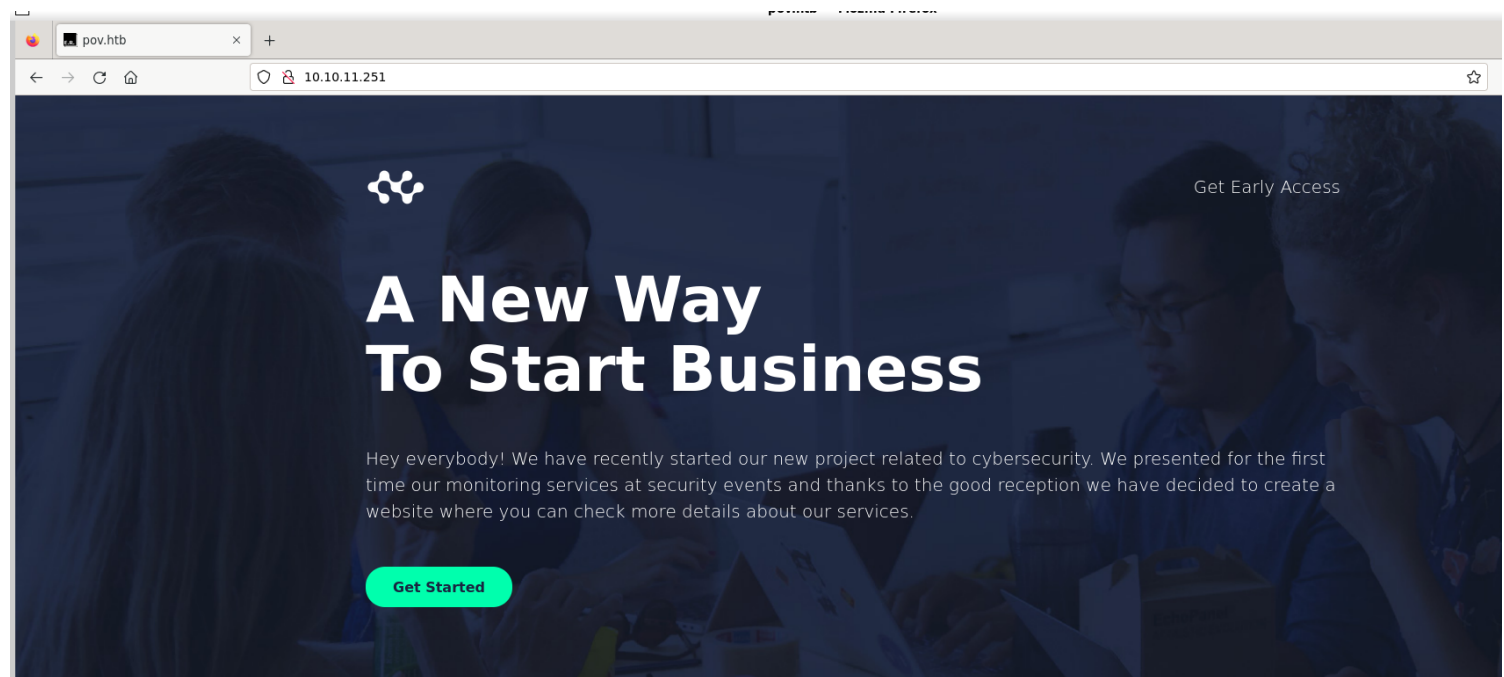 pov.htb
10.10.11.251
Get Early Access
A New Way
To Start Business
Hey everybody! We have recently started our new project related to cybersecurity. We presented for the first
time our monitoring services at security events and thanks to the good reception we have decided to create a
website where you can check more details about our services.
Get Started